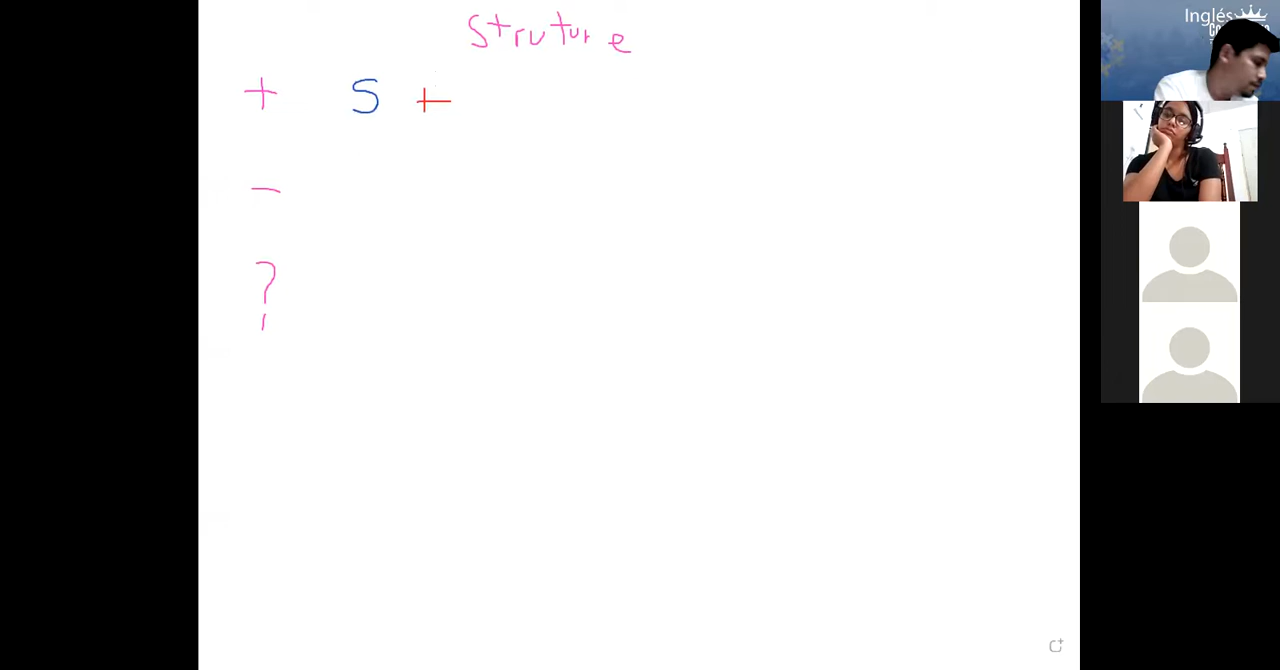 Struture
+ S +
-
?
Inglés